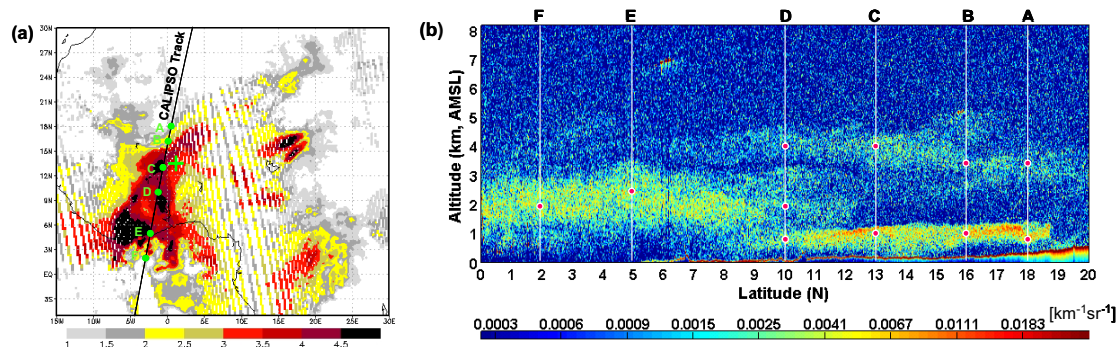 (a)
30N
27N
24N
21N
18N
15N
12N
9N
6N
3N
EQ
3S
15W 10W 5W 0 5E 10E 15E 20E 25E 30E
CALIPSO Track
A
C
D
E
1 1.5 2 2.5 3 3.5 4 4.5
(b)
F E D C B A
Altitude (km, AMSL)
8
7
6
5
4
3
2
1
0
0 1 2 3 4 5 6 7 8 9 10 11 12 13 14 15 16 17 18 19 20
Latitude (N)
0.0003 0.0006 0.0009 0.0015 0.0025 0.0041 0.0067 0.0111 0.0183 [km⁻¹sr⁻¹]